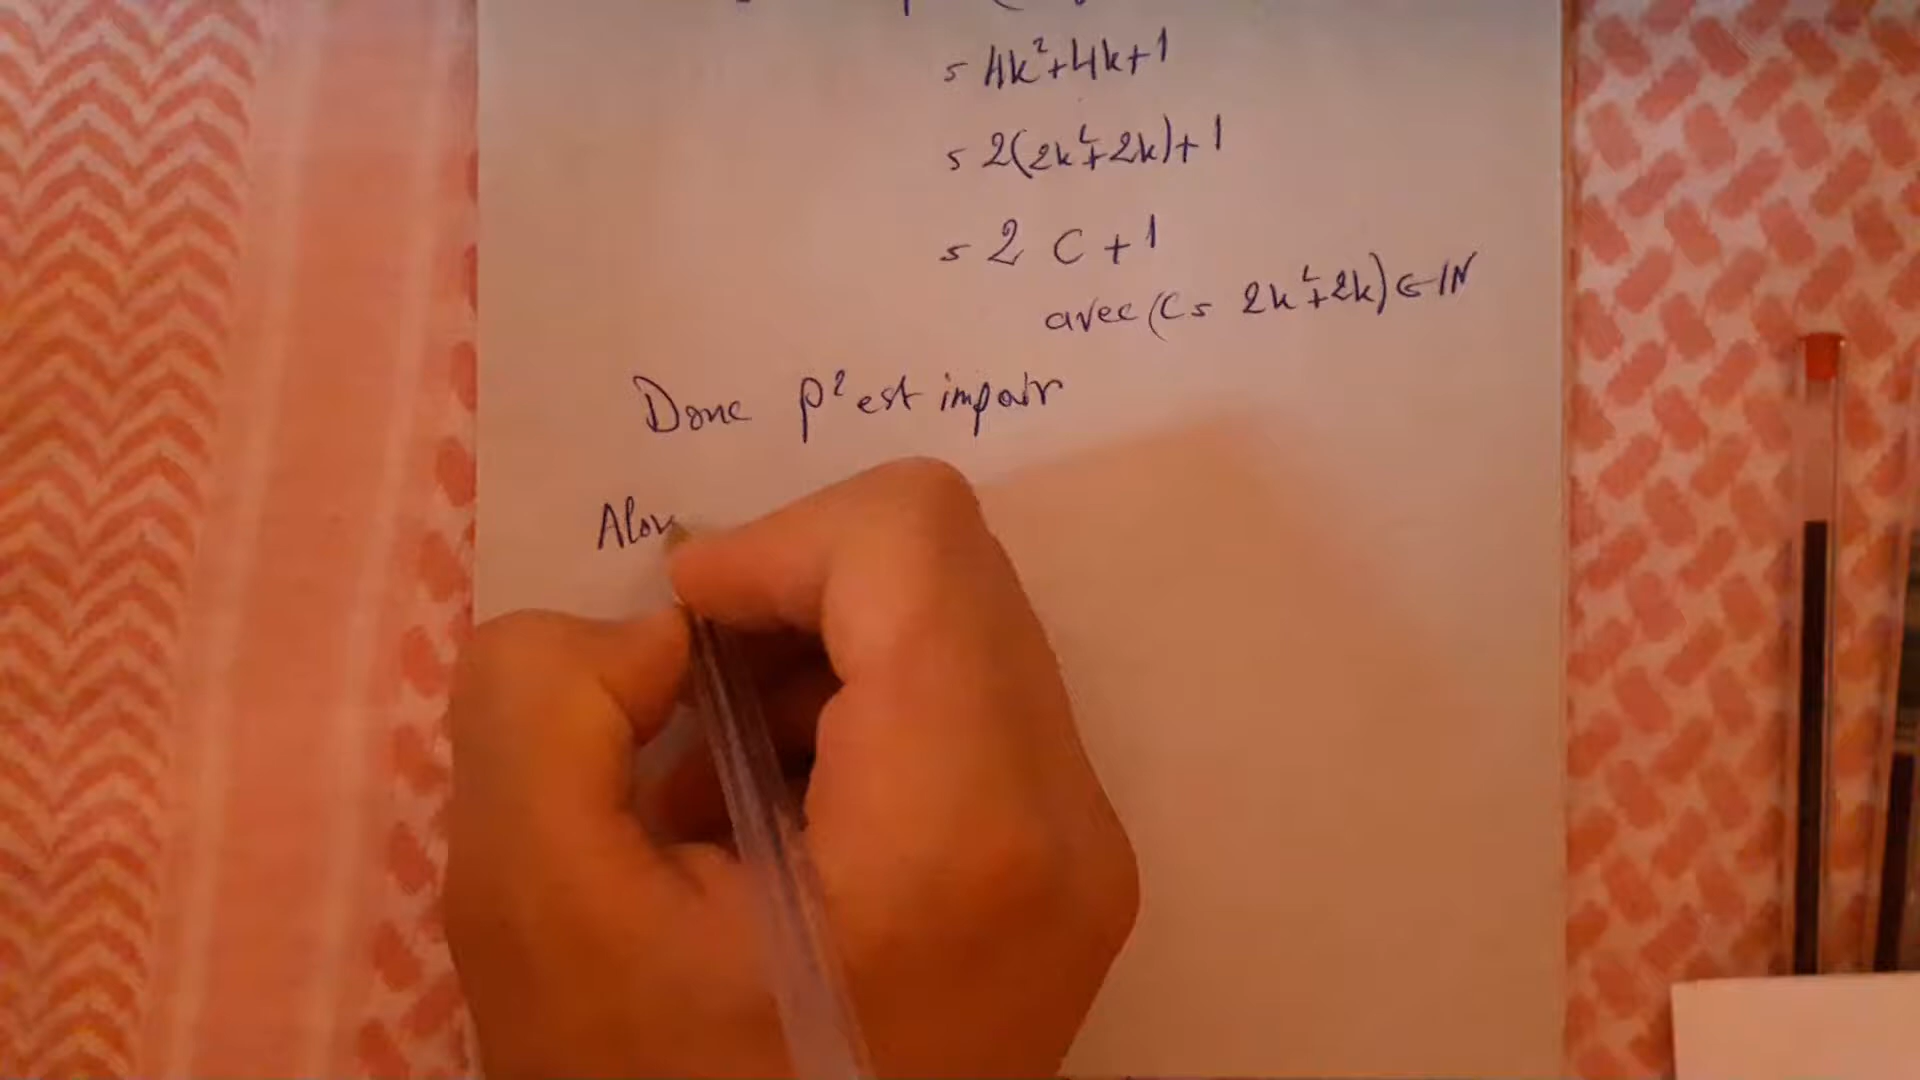 = 4k²+4k+1
= 2(2k²+2k)+1
= 2 C +1
avec (C = 2k²+2k) ∈ IN
Donc p² est impair
Alor